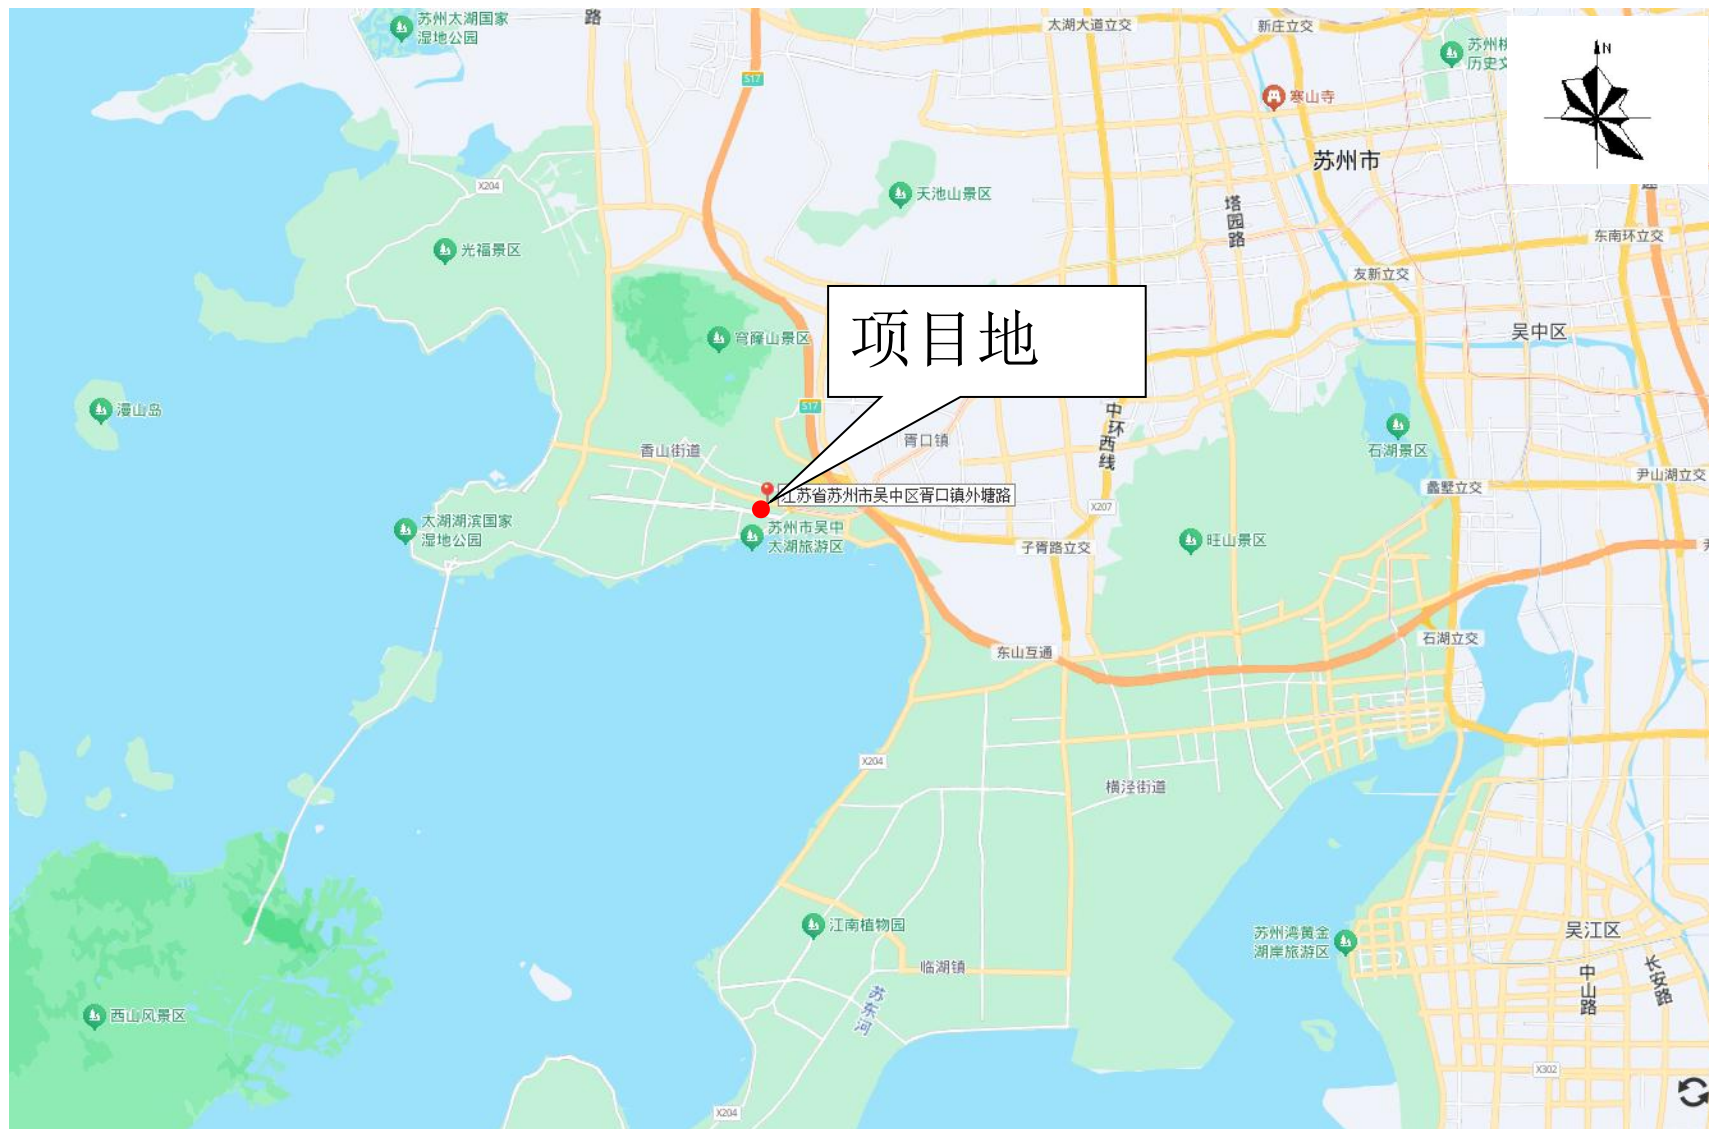 苏州太湖国家
湿地公园
路
太湖大道立交
新庄立交
苏州桃
历史文
N
S17
寒山寺
苏州市
X204
天池山景区
塔园路
东南环立交
光福景区
友新立交
穹窿山景区
项目地
吴中区
漫山岛
S17
中环西线
胥口镇
石湖景区
香山街道
尹山湖立交
蠡墅立交
江苏省苏州市吴中区胥口镇外塘路
X207
太湖湖滨国家
湿地公园
苏州市吴中
太湖旅游区
子胥路立交
旺山景区
石湖立交
东山互通
X204
横泾街道
江南植物园
苏州湾黄金
湖岸旅游区
吴江区
临湖镇
中山路
长安路
苏东河
西山风景区
X302
X204